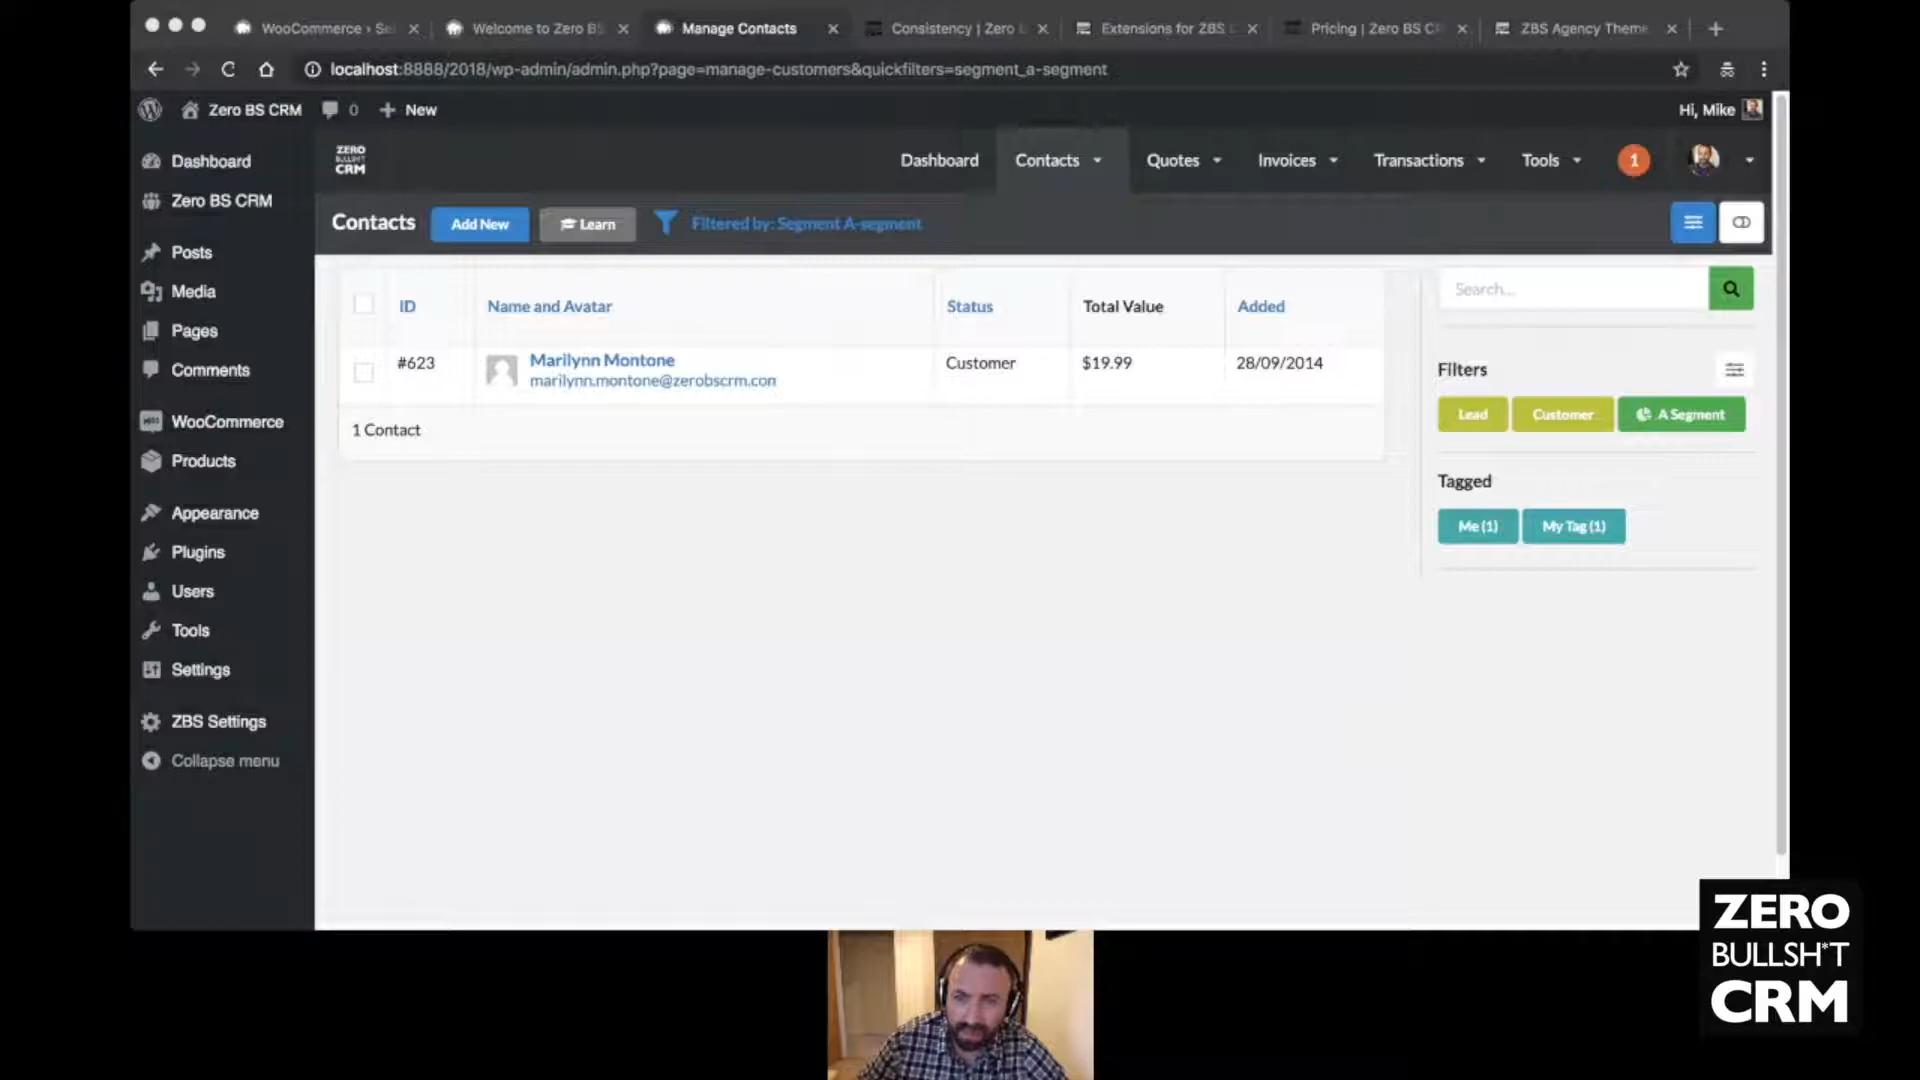 WooCommerce › Se
Welcome to Zero BS
Manage Contacts
Consistency | Zero
Extensions for ZBS
Pricing | Zero BS C
ZBS Agency Theme
localhost:8888/2018/wp-admin/admin.php?page=manage-customers&quickfilters=segment_a-segment
Zero BS CRM
0
New
Hi, Mike
Dashboard
Zero BS CRM
Posts
Media
Pages
Comments
WooCommerce
Products
Appearance
Plugins
Users
Tools
Settings
ZBS Settings
Collapse menu
ZERO
BULLSH*T
CRM
Dashboard
Contacts
Quotes
Invoices
Transactions
Tools
1
Contacts
Add New
Learn
Filtered by: Segment A-segment
ID
Name and Avatar
Status
Total Value
Added
#623
Marilynn Montone
marilynn.montone@zerobscrm.com
Customer
$19.99
28/09/2014
1 Contact
Search...
Filters
Lead
Customer
A Segment
Tagged
Me (1)
My Tag (1)
ZERO
BULLSH*T
CRM